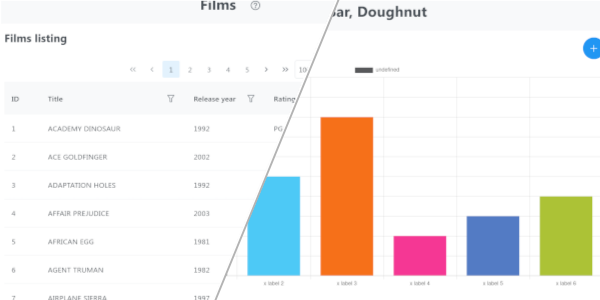 Films
Films listing
1 2 3 4 5 10
ID Title Release year Rating
1 ACADEMY DINOSAUR 1992 PG
2 ACE GOLDFINGER 2002
3 ADAPTATION HOLES 1992
4 AFFAIR PREJUDICE 2003
5 AFRICAN EGG 1981
6 AGENT TRUMAN 1982
7 AIRPLANE SIERRA 1997
Bar, Doughnut
undefined
x label 2 x label 3 x label 4 x label 5 x label 6